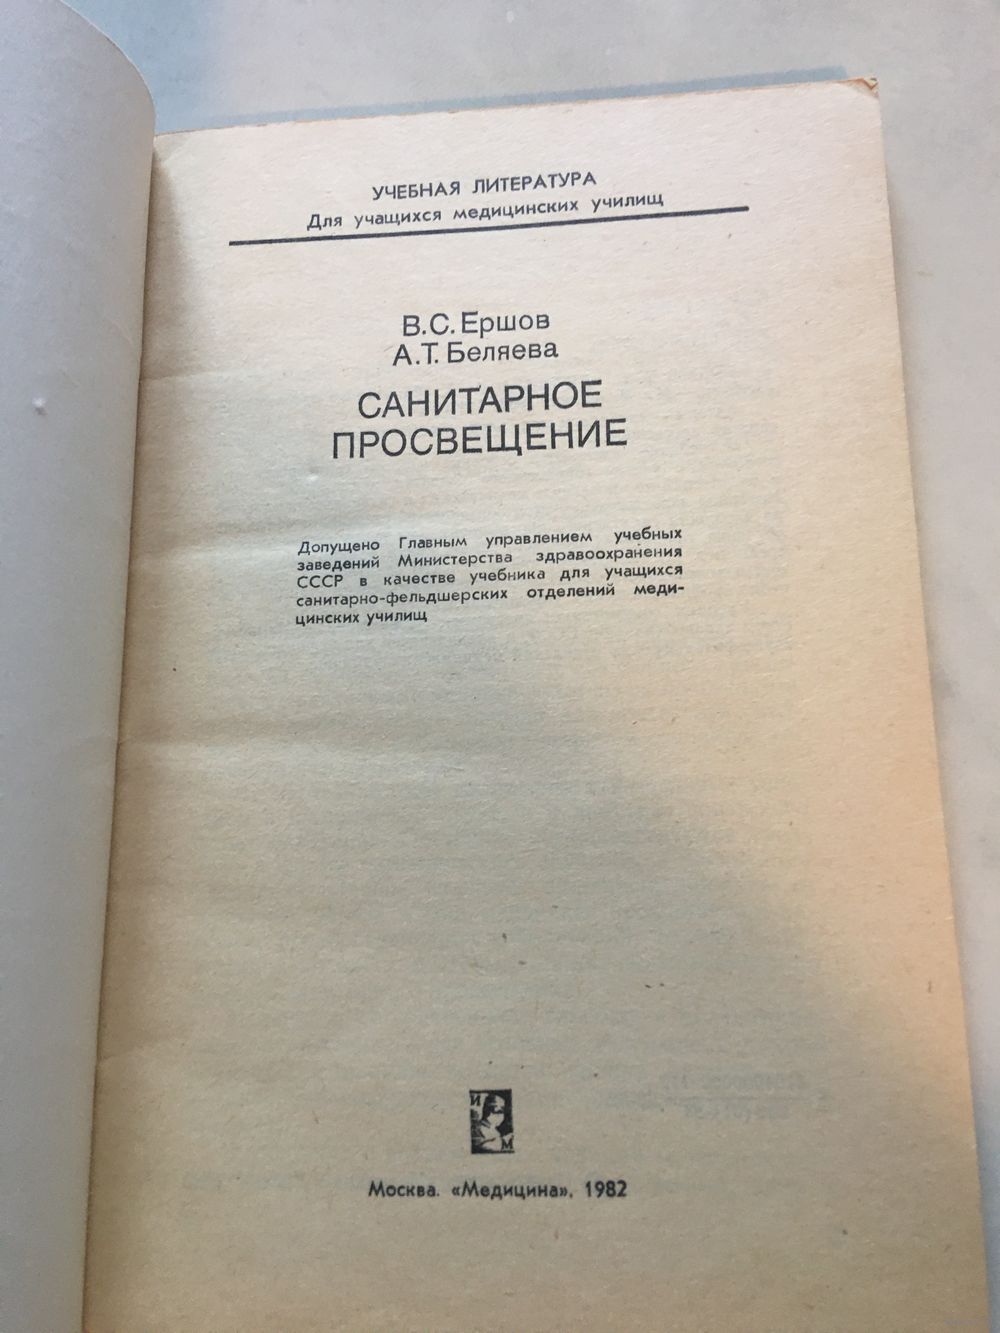 УЧЕБНАЯ ЛИТЕРАТУРА
Для учащихся медицинских училищ
В.С.Ершов
А.Т.Беляева
САНИТАРНОЕ
ПРОСВЕЩЕНИЕ
Допущено Главным управлением учебных
заведений Министерства здравоохранения
СССР в качестве учебника для учащихся
санитарно-фельдшерских отделений меди-
цинских училищ
И
М
Москва. «Медицина», 1982